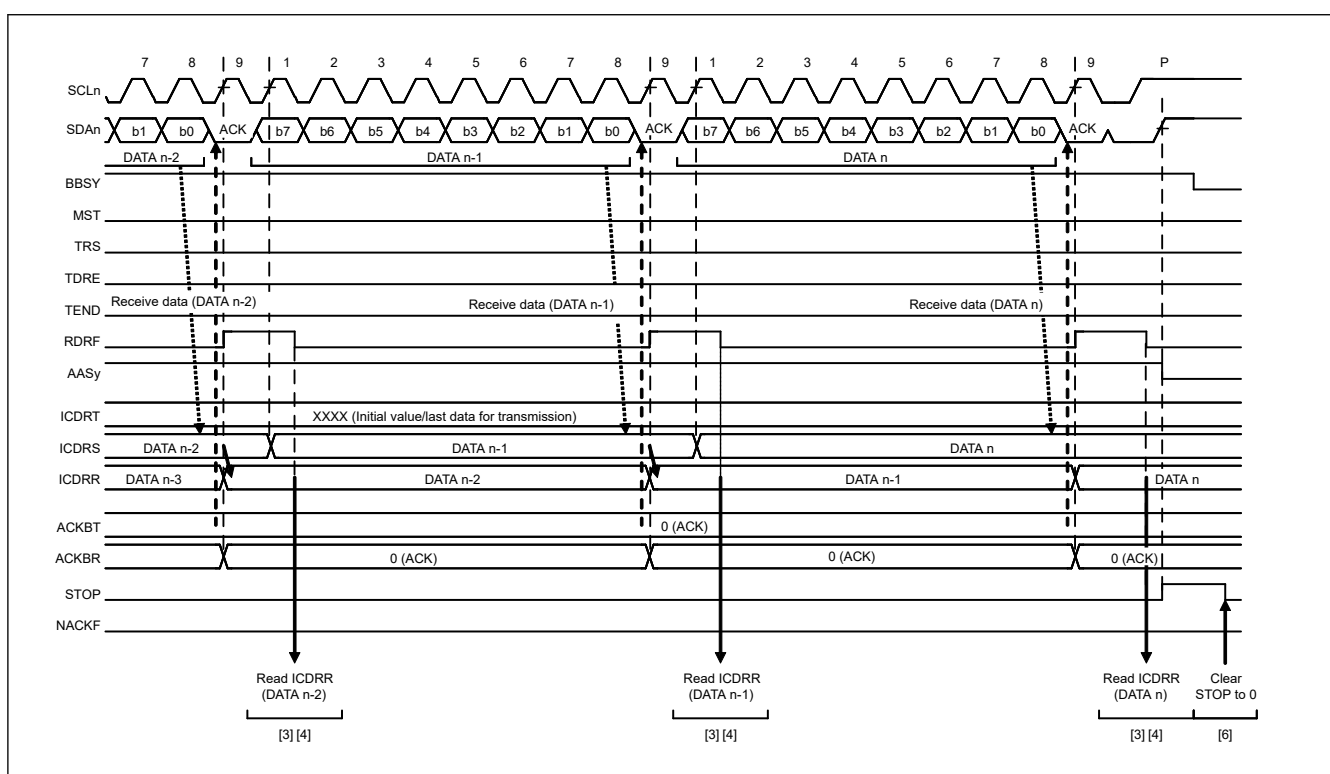 7 8 9 1 2 3 4 5 6 7 8 9 1 2 3 4 5 6 7 8 9 P
SCLn
SDAn b1 b0 ACK b7 b6 b5 b4 b3 b2 b1 b0 ACK b7 b6 b5 b4 b3 b2 b1 b0 ACK
DATA n-2 DATA n-1 DATA n
BBSY
MST
TRS
TDRE
TEND Receive data (DATA n-2) Receive data (DATA n-1) Receive data (DATA n)
RDRF
AASy
ICDRT XXXX (Initial value/last data for transmission)
ICDRS DATA n-2 DATA n-1 DATA n
ICDRR DATA n-3 DATA n-2 DATA n-1 DATA n
ACKBT 0 (ACK)
ACKBR 0 (ACK) 0 (ACK) 0 (ACK)
STOP
NACKF
Read ICDRR Read ICDRR Read ICDRR Clear
(DATA n-2) (DATA n-1) (DATA n) STOP to 0
[3] [4] [3] [4] [3] [4] [6]